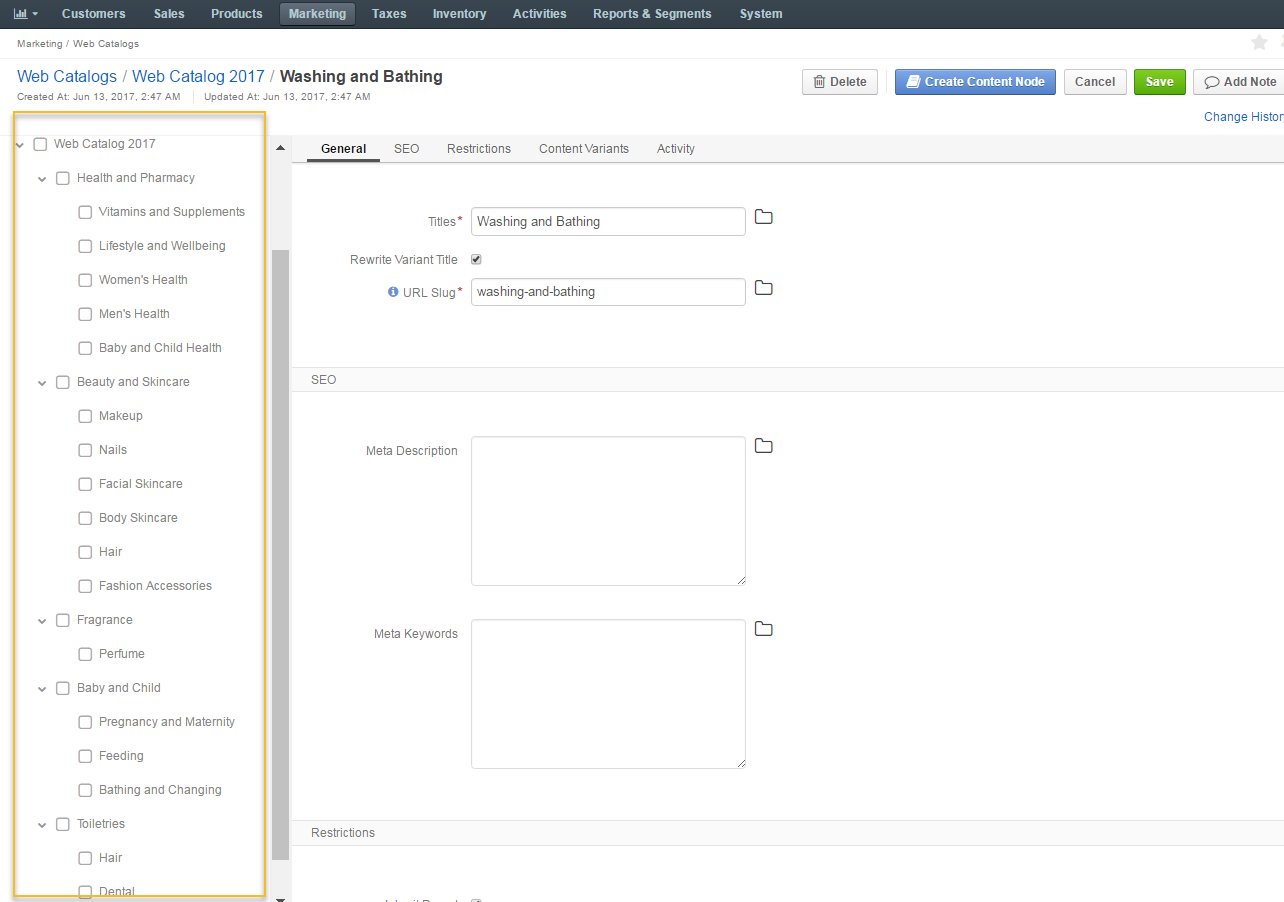 Customers Sales Products Marketing Taxes Inventory Activities Reports & Segments System
Marketing / Web Catalogs
Web Catalogs / Web Catalog 2017 / Washing and Bathing
Created At: Jun 13, 2017, 2:47 AM Updated At: Jun 13, 2017, 2:47 AM
Delete Create Content Node Cancel Save Add Note
Change Histor
Web Catalog 2017
Health and Pharmacy
Vitamins and Supplements
Lifestyle and Wellbeing
Women's Health
Men's Health
Baby and Child Health
Beauty and Skincare
Makeup
Nails
Facial Skincare
Body Skincare
Hair
Fashion Accessories
Fragrance
Perfume
Baby and Child
Pregnancy and Maternity
Feeding
Bathing and Changing
Toiletries
Hair
Dental
General SEO Restrictions Content Variants Activity
Titles* Washing and Bathing
Rewrite Variant Title
URL Slug* washing-and-bathing
SEO
Meta Description
Meta Keywords
Restrictions